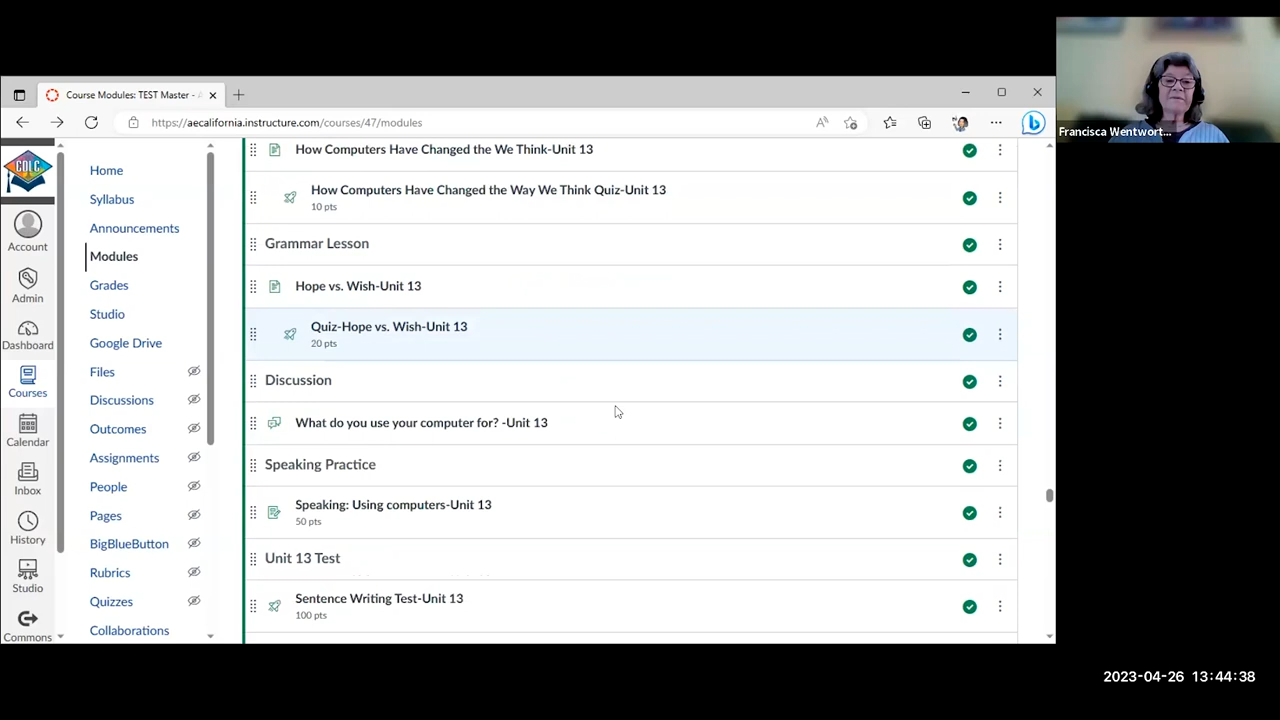 Course Modules: TEST Master - A
https://aecalifornia.instructure.com/courses/47/modules
Francisca Wentwort...
COLC
Account
Admin
Dashboard
Courses
Calendar
Inbox
History
Studio
Commons
Home
Syllabus
Announcements
Modules
Grades
Studio
Google Drive
Files
Discussions
Outcomes
Assignments
People
Pages
BigBlueButton
Rubrics
Quizzes
Collaborations
How Computers Have Changed the We Think-Unit 13
How Computers Have Changed the Way We Think Quiz-Unit 13
10 pts
Grammar Lesson
Hope vs. Wish-Unit 13
Quiz-Hope vs. Wish-Unit 13
20 pts
Discussion
What do you use your computer for? -Unit 13
Speaking Practice
Speaking: Using computers-Unit 13
50 pts
Unit 13 Test
Sentence Writing Test-Unit 13
100 pts
2023-04-26 13:44:38